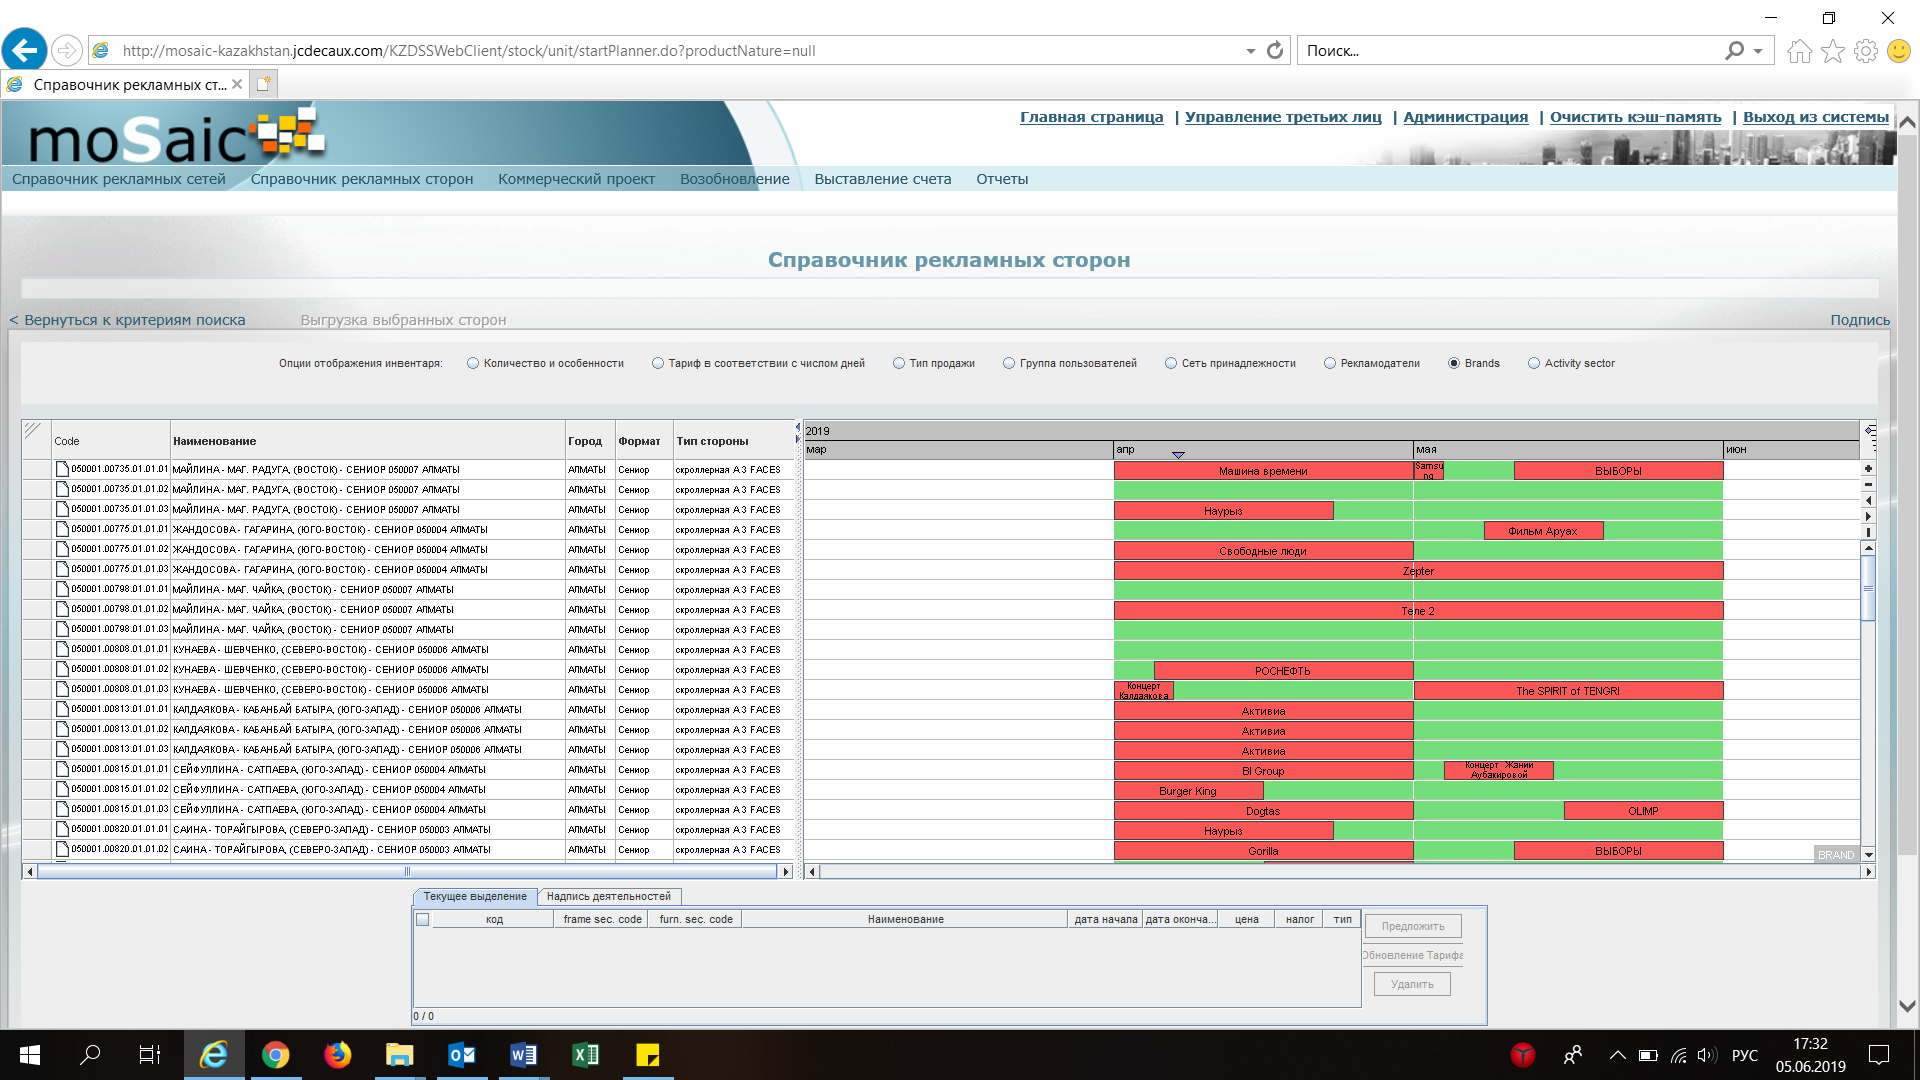 http://mosaic-kazakhstan.jcdecaux.com/KZDSSWebClient/stock/unit/startPlanner.do?productNature=null
Поиск...
Справочник рекламных ст...
moSaic
Главная страница | Управление третьих лиц | Администрация | Очистить кэш-память | Выход из системы
Справочник рекламных сетей Справочник рекламных сторон Коммерческий проект Возобновление Выставление счета Отчеты
Справочник рекламных сторон
< Вернуться к критериям поиска Выгрузка выбранных сторон Подпись
Опции отображения инвентаря: Количество и особенности Тариф в соответствии с числом дней Тип продажи Группа пользователей Сеть принадлежности Рекламодатели Brands Activity sector
2019
Code Наименование Город Формат Тип стороны
мар апр мая июн
050001.00735.01.01.01 МАЙЛИНА - МАГ. РАДУГА, (ВОСТОК) - СЕНИОР 050007 АЛМАТЫ АЛМАТЫ Сениор скроллерная А 3 FACES Машина времени Samsung ВЫБОРЫ
050001.00735.01.01.02 МАЙЛИНА - МАГ. РАДУГА, (ВОСТОК) - СЕНИОР 050007 АЛМАТЫ АЛМАТЫ Сениор скроллерная А 3 FACES
050001.00735.01.01.03 МАЙЛИНА - МАГ. РАДУГА, (ВОСТОК) - СЕНИОР 050007 АЛМАТЫ АЛМАТЫ Сениор скроллерная А 3 FACES Наурыз
050001.00775.01.01.01 ЖАНДОСОВА - ГАГАРИНА, (ЮГО-ВОСТОК) - СЕНИОР 050004 АЛМАТЫ АЛМАТЫ Сениор скроллерная А 3 FACES Фильм Аруах
050001.00775.01.01.02 ЖАНДОСОВА - ГАГАРИНА, (ЮГО-ВОСТОК) - СЕНИОР 050004 АЛМАТЫ АЛМАТЫ Сениор скроллерная А 3 FACES Свободные люди
050001.00775.01.01.03 ЖАНДОСОВА - ГАГАРИНА, (ЮГО-ВОСТОК) - СЕНИОР 050004 АЛМАТЫ АЛМАТЫ Сениор скроллерная А 3 FACES Zepter
050001.00798.01.01.01 МАЙЛИНА - МАГ. ЧАЙКА, (ВОСТОК) - СЕНИОР 050007 АЛМАТЫ АЛМАТЫ Сениор скроллерная А 3 FACES
050001.00798.01.01.02 МАЙЛИНА - МАГ. ЧАЙКА, (ВОСТОК) - СЕНИОР 050007 АЛМАТЫ АЛМАТЫ Сениор скроллерная А 3 FACES Теле 2
050001.00798.01.01.03 МАЙЛИНА - МАГ. ЧАЙКА, (ВОСТОК) - СЕНИОР 050007 АЛМАТЫ АЛМАТЫ Сениор скроллерная А 3 FACES
050001.00808.01.01.01 КУНАЕВА - ШЕВЧЕНКО, (СЕВЕРО-ВОСТОК) - СЕНИОР 050006 АЛМАТЫ АЛМАТЫ Сениор скроллерная А 3 FACES
050001.00808.01.01.02 КУНАЕВА - ШЕВЧЕНКО, (СЕВЕРО-ВОСТОК) - СЕНИОР 050006 АЛМАТЫ АЛМАТЫ Сениор скроллерная А 3 FACES РОСНЕФТЬ
050001.00808.01.01.03 КУНАЕВА - ШЕВЧЕНКО, (СЕВЕРО-ВОСТОК) - СЕНИОР 050006 АЛМАТЫ АЛМАТЫ Сениор скроллерная А 3 FACES Концерт Калдаякова The SPIRIT of TENGRI
050001.00813.01.01.01 КАЛДАЯКОВА - КАБАНБАЙ БАТЫРА, (ЮГО-ЗАПАД) - СЕНИОР 050006 АЛМАТЫ АЛМАТЫ Сениор скроллерная А 3 FACES Активиа
050001.00813.01.01.02 КАЛДАЯКОВА - КАБАНБАЙ БАТЫРА, (ЮГО-ЗАПАД) - СЕНИОР 050006 АЛМАТЫ АЛМАТЫ Сениор скроллерная А 3 FACES Активиа
050001.00813.01.01.03 КАЛДАЯКОВА - КАБАНБАЙ БАТЫРА, (ЮГО-ЗАПАД) - СЕНИОР 050006 АЛМАТЫ АЛМАТЫ Сениор скроллерная А 3 FACES Активиа
050001.00815.01.01.01 СЕЙФУЛЛИНА - САТПАЕВА, (ЮГО-ЗАПАД) - СЕНИОР 050004 АЛМАТЫ АЛМАТЫ Сениор скроллерная А 3 FACES BI Group Концерт Жании Аубакировой
050001.00815.01.01.02 СЕЙФУЛЛИНА - САТПАЕВА, (ЮГО-ЗАПАД) - СЕНИОР 050004 АЛМАТЫ АЛМАТЫ Сениор скроллерная А 3 FACES Burger King
050001.00815.01.01.03 СЕЙФУЛЛИНА - САТПАЕВА, (ЮГО-ЗАПАД) - СЕНИОР 050004 АЛМАТЫ АЛМАТЫ Сениор скроллерная А 3 FACES Dogtas OLIMP
050001.00820.01.01.01 САИНА - ТОРАЙГЫРОВА, (СЕВЕРО-ЗАПАД) - СЕНИОР 050003 АЛМАТЫ АЛМАТЫ Сениор скроллерная А 3 FACES Наурыз
050001.00820.01.01.02 САИНА - ТОРАЙГЫРОВА, (СЕВЕРО-ЗАПАД) - СЕНИОР 050003 АЛМАТЫ АЛМАТЫ Сениор скроллерная А 3 FACES Gorilla ВЫБОРЫ
BRAND
Текущее выделение Надпись деятельностей
код frame sec. code furn. sec. code Наименование дата начала дата оконча... цена налог тип
Предложить
Обновление Тарифа
Удалить
0 / 0
РУС
17:32
05.06.2019